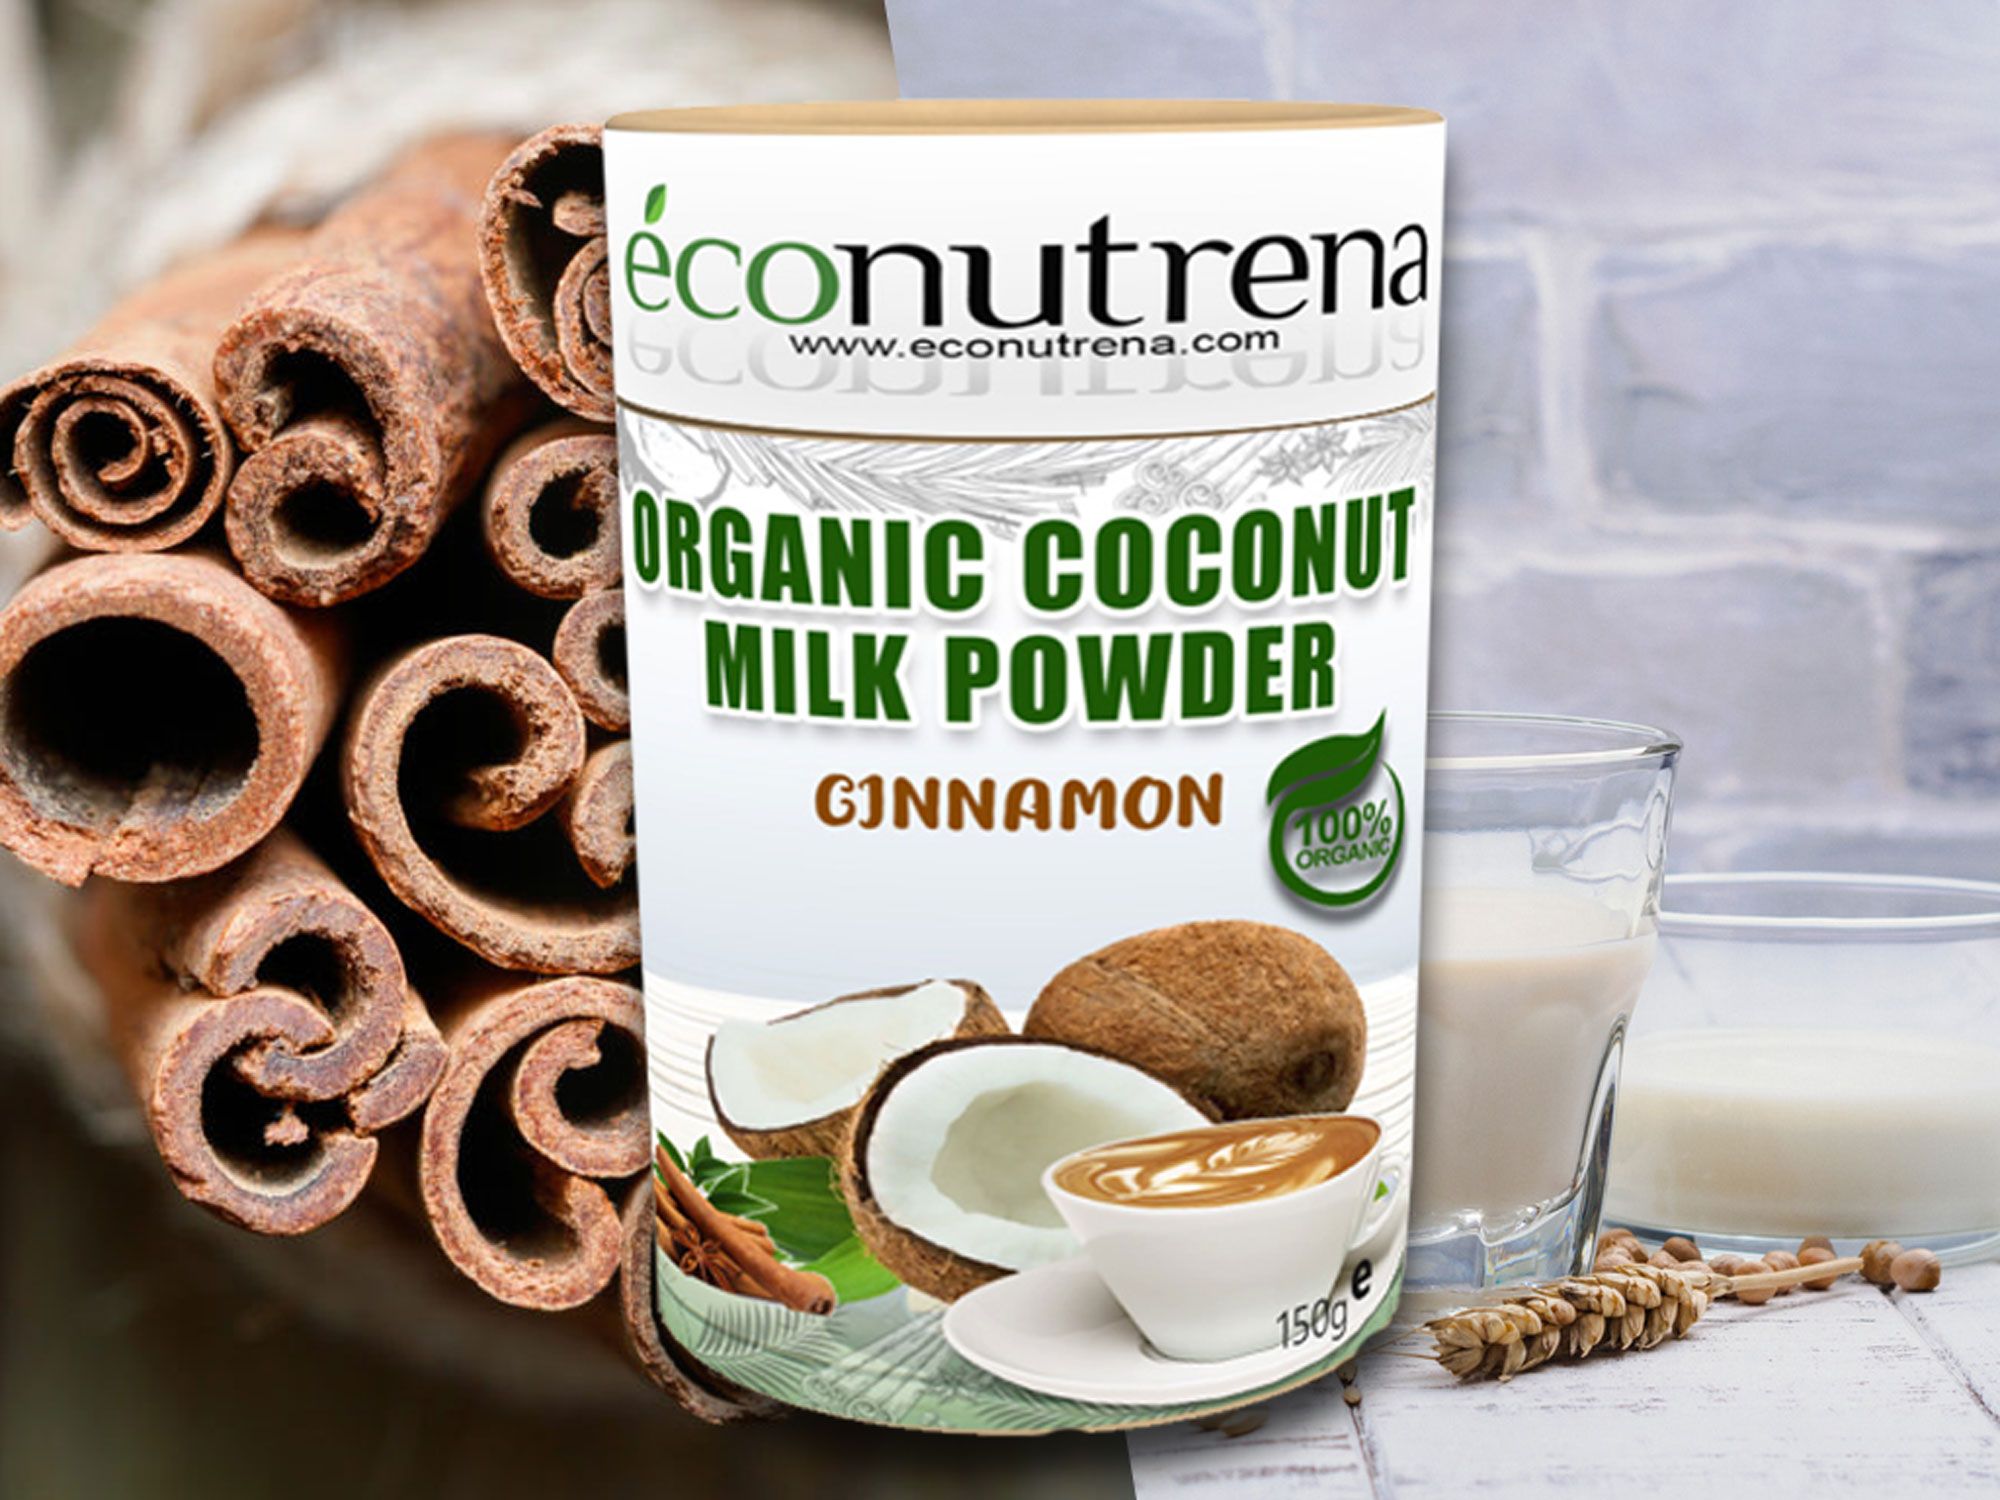 éconutrena
www.econutrena.com
ORGANIC COCONUT
MILK POWDER
CINNAMON
100%
ORGANIC
150g e